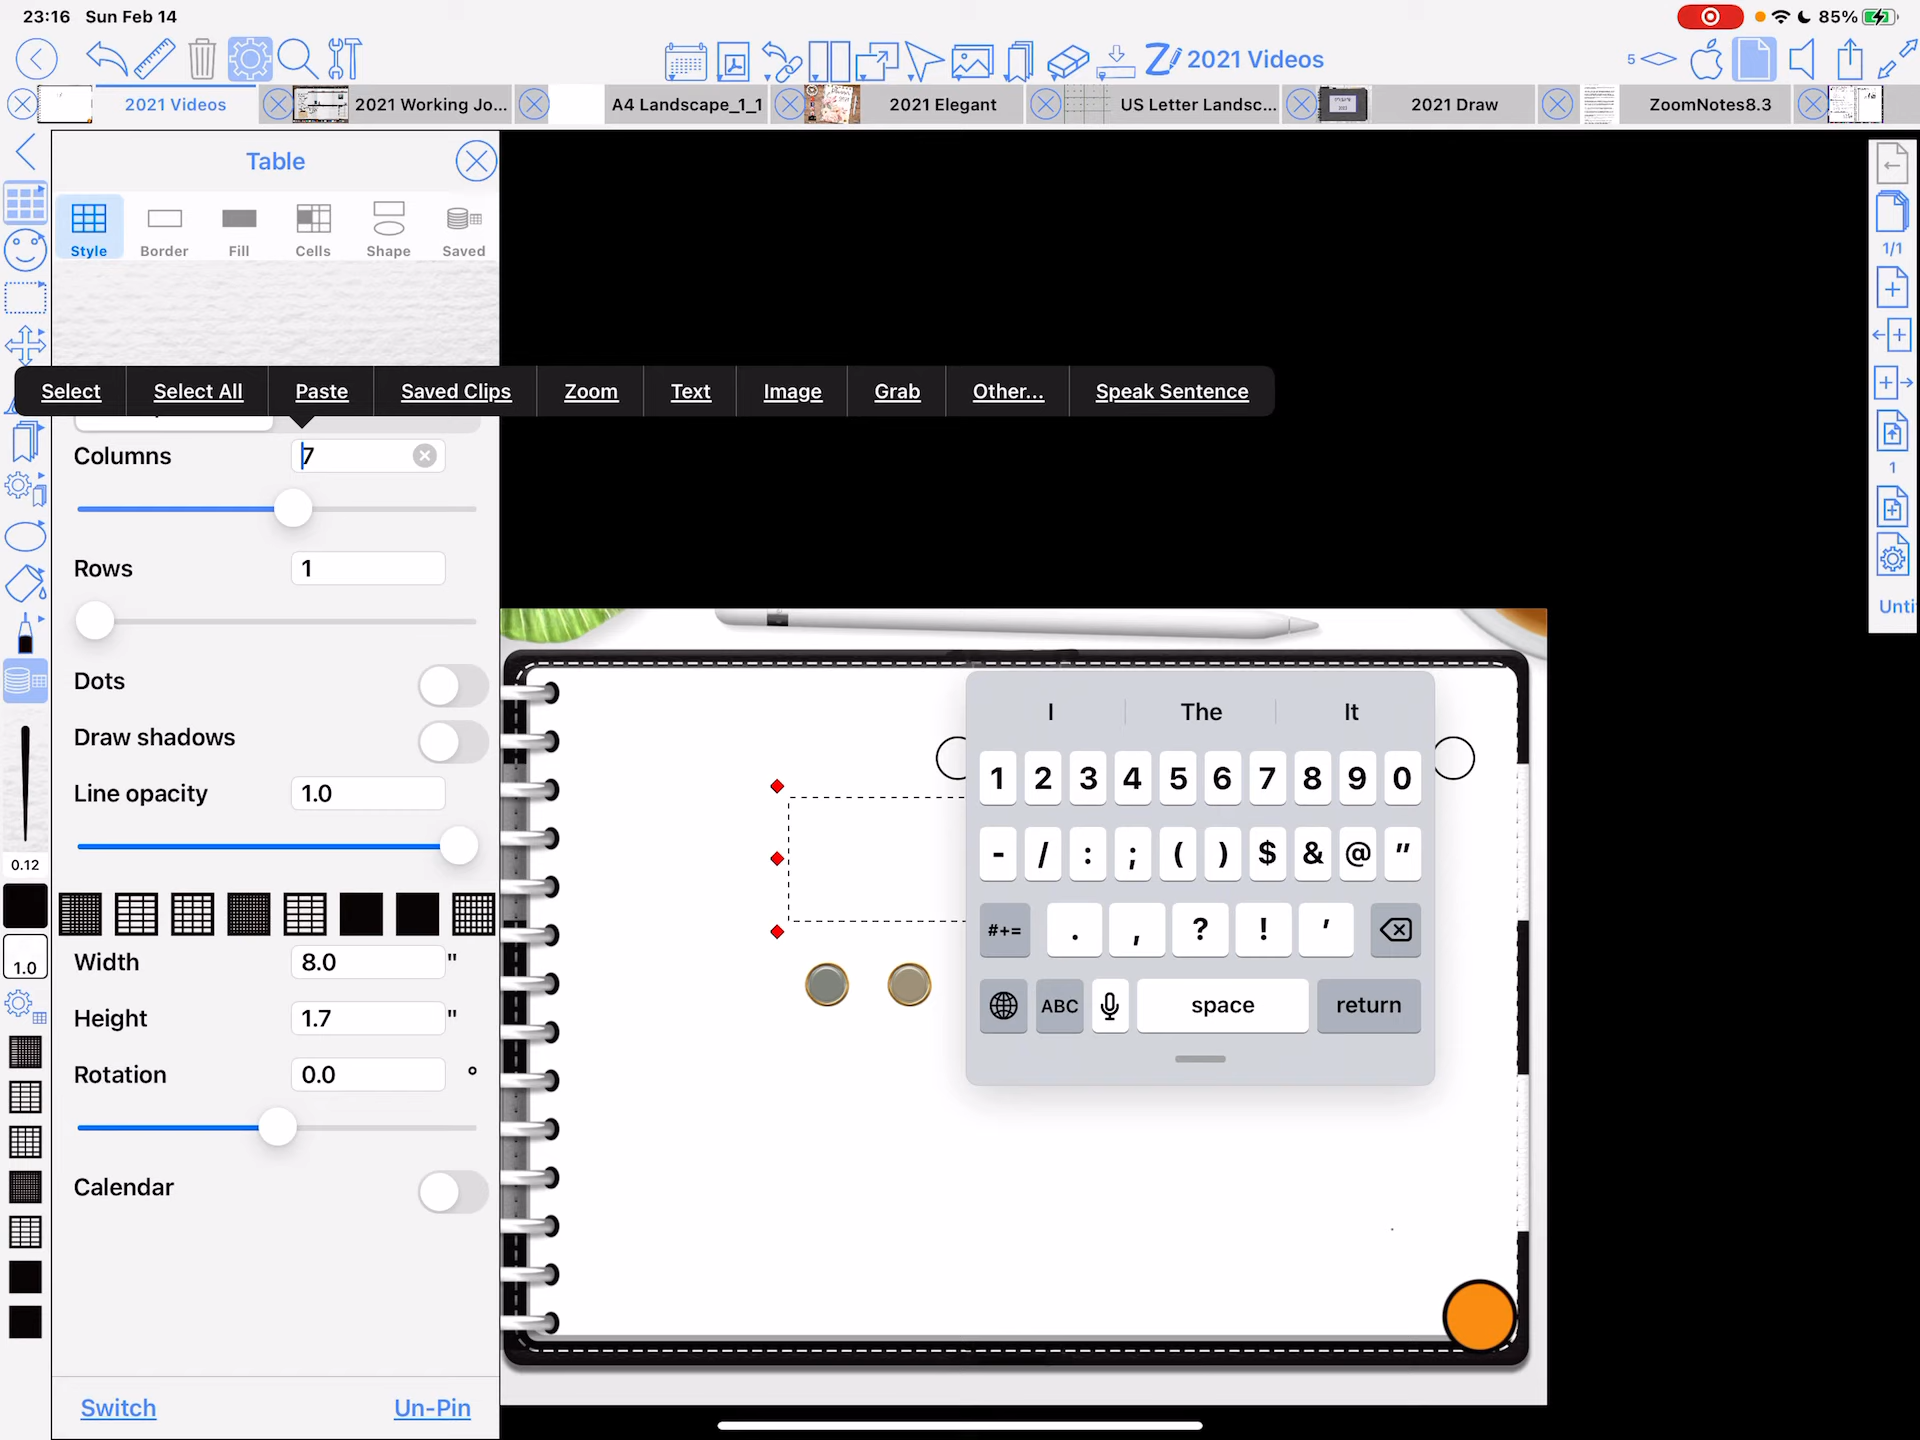 23:16 Sun Feb 14
85%
2021 Videos
5
2021 Videos
2021 Working Jo...
A4 Landscape_1_1
2021 Elegant
US Letter Landsc...
2021 Draw
ZoomNotes8.3
Table
Style
Border
Fill
Cells
Shape
Saved
1/1
Select
Select All
Paste
Saved Clips
Zoom
Text
Image
Grab
Other...
Speak Sentence
Columns
7
1
Rows
1
Unti
Dots
I
The
It
Draw shadows
1 2 3 4 5 6 7 8 9 0
Line opacity
1.0
- / : ; ( ) $ & @ "
0.12
#+= . , ? ! '
Width
8.0
"
1.0
ABC
space
return
Height
1.7
"
Rotation
0.0
°
Calendar
Switch
Un-Pin